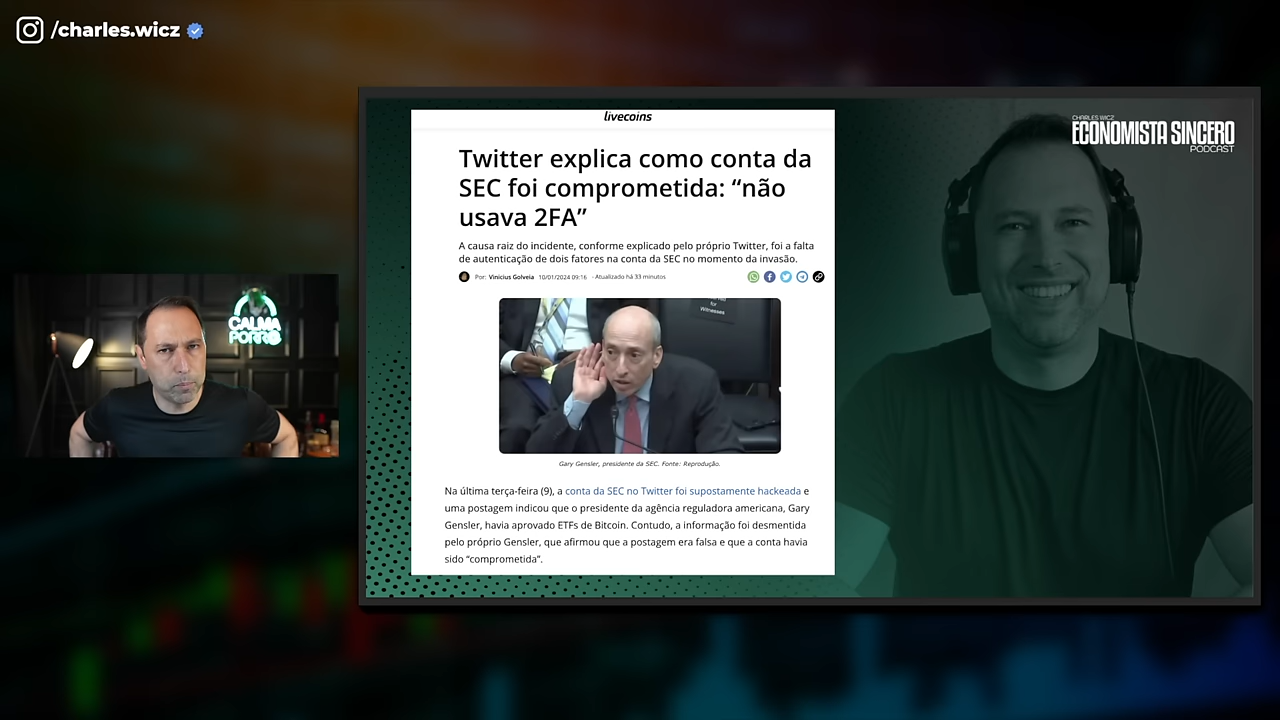 /charles.wicz
livecoins
Twitter explica como conta da
SEC foi comprometida: “não
usava 2FA”
A causa raiz do incidente, conforme explicado pelo próprio Twitter, foi a falta
de autenticação de dois fatores na conta da SEC no momento da invasão.
Por: Vinicius Golveia 10/01/2024 09:16 - Atualizado há 33 minutos
for
Witnesses
Gary Gensler, presidente da SEC. Fonte: Reprodução.
Na última terça-feira (9), a conta da SEC no Twitter foi supostamente hackeada e
uma postagem indicou que o presidente da agência reguladora americana, Gary
Gensler, havia aprovado ETFs de Bitcoin. Contudo, a informação foi desmentida
pelo próprio Gensler, que afirmou que a postagem era falsa e que a conta havia
sido “comprometida”.
CHARLES WICZ
ECONOMISTA SINCERO
PODCAST
CALMA
PORRA